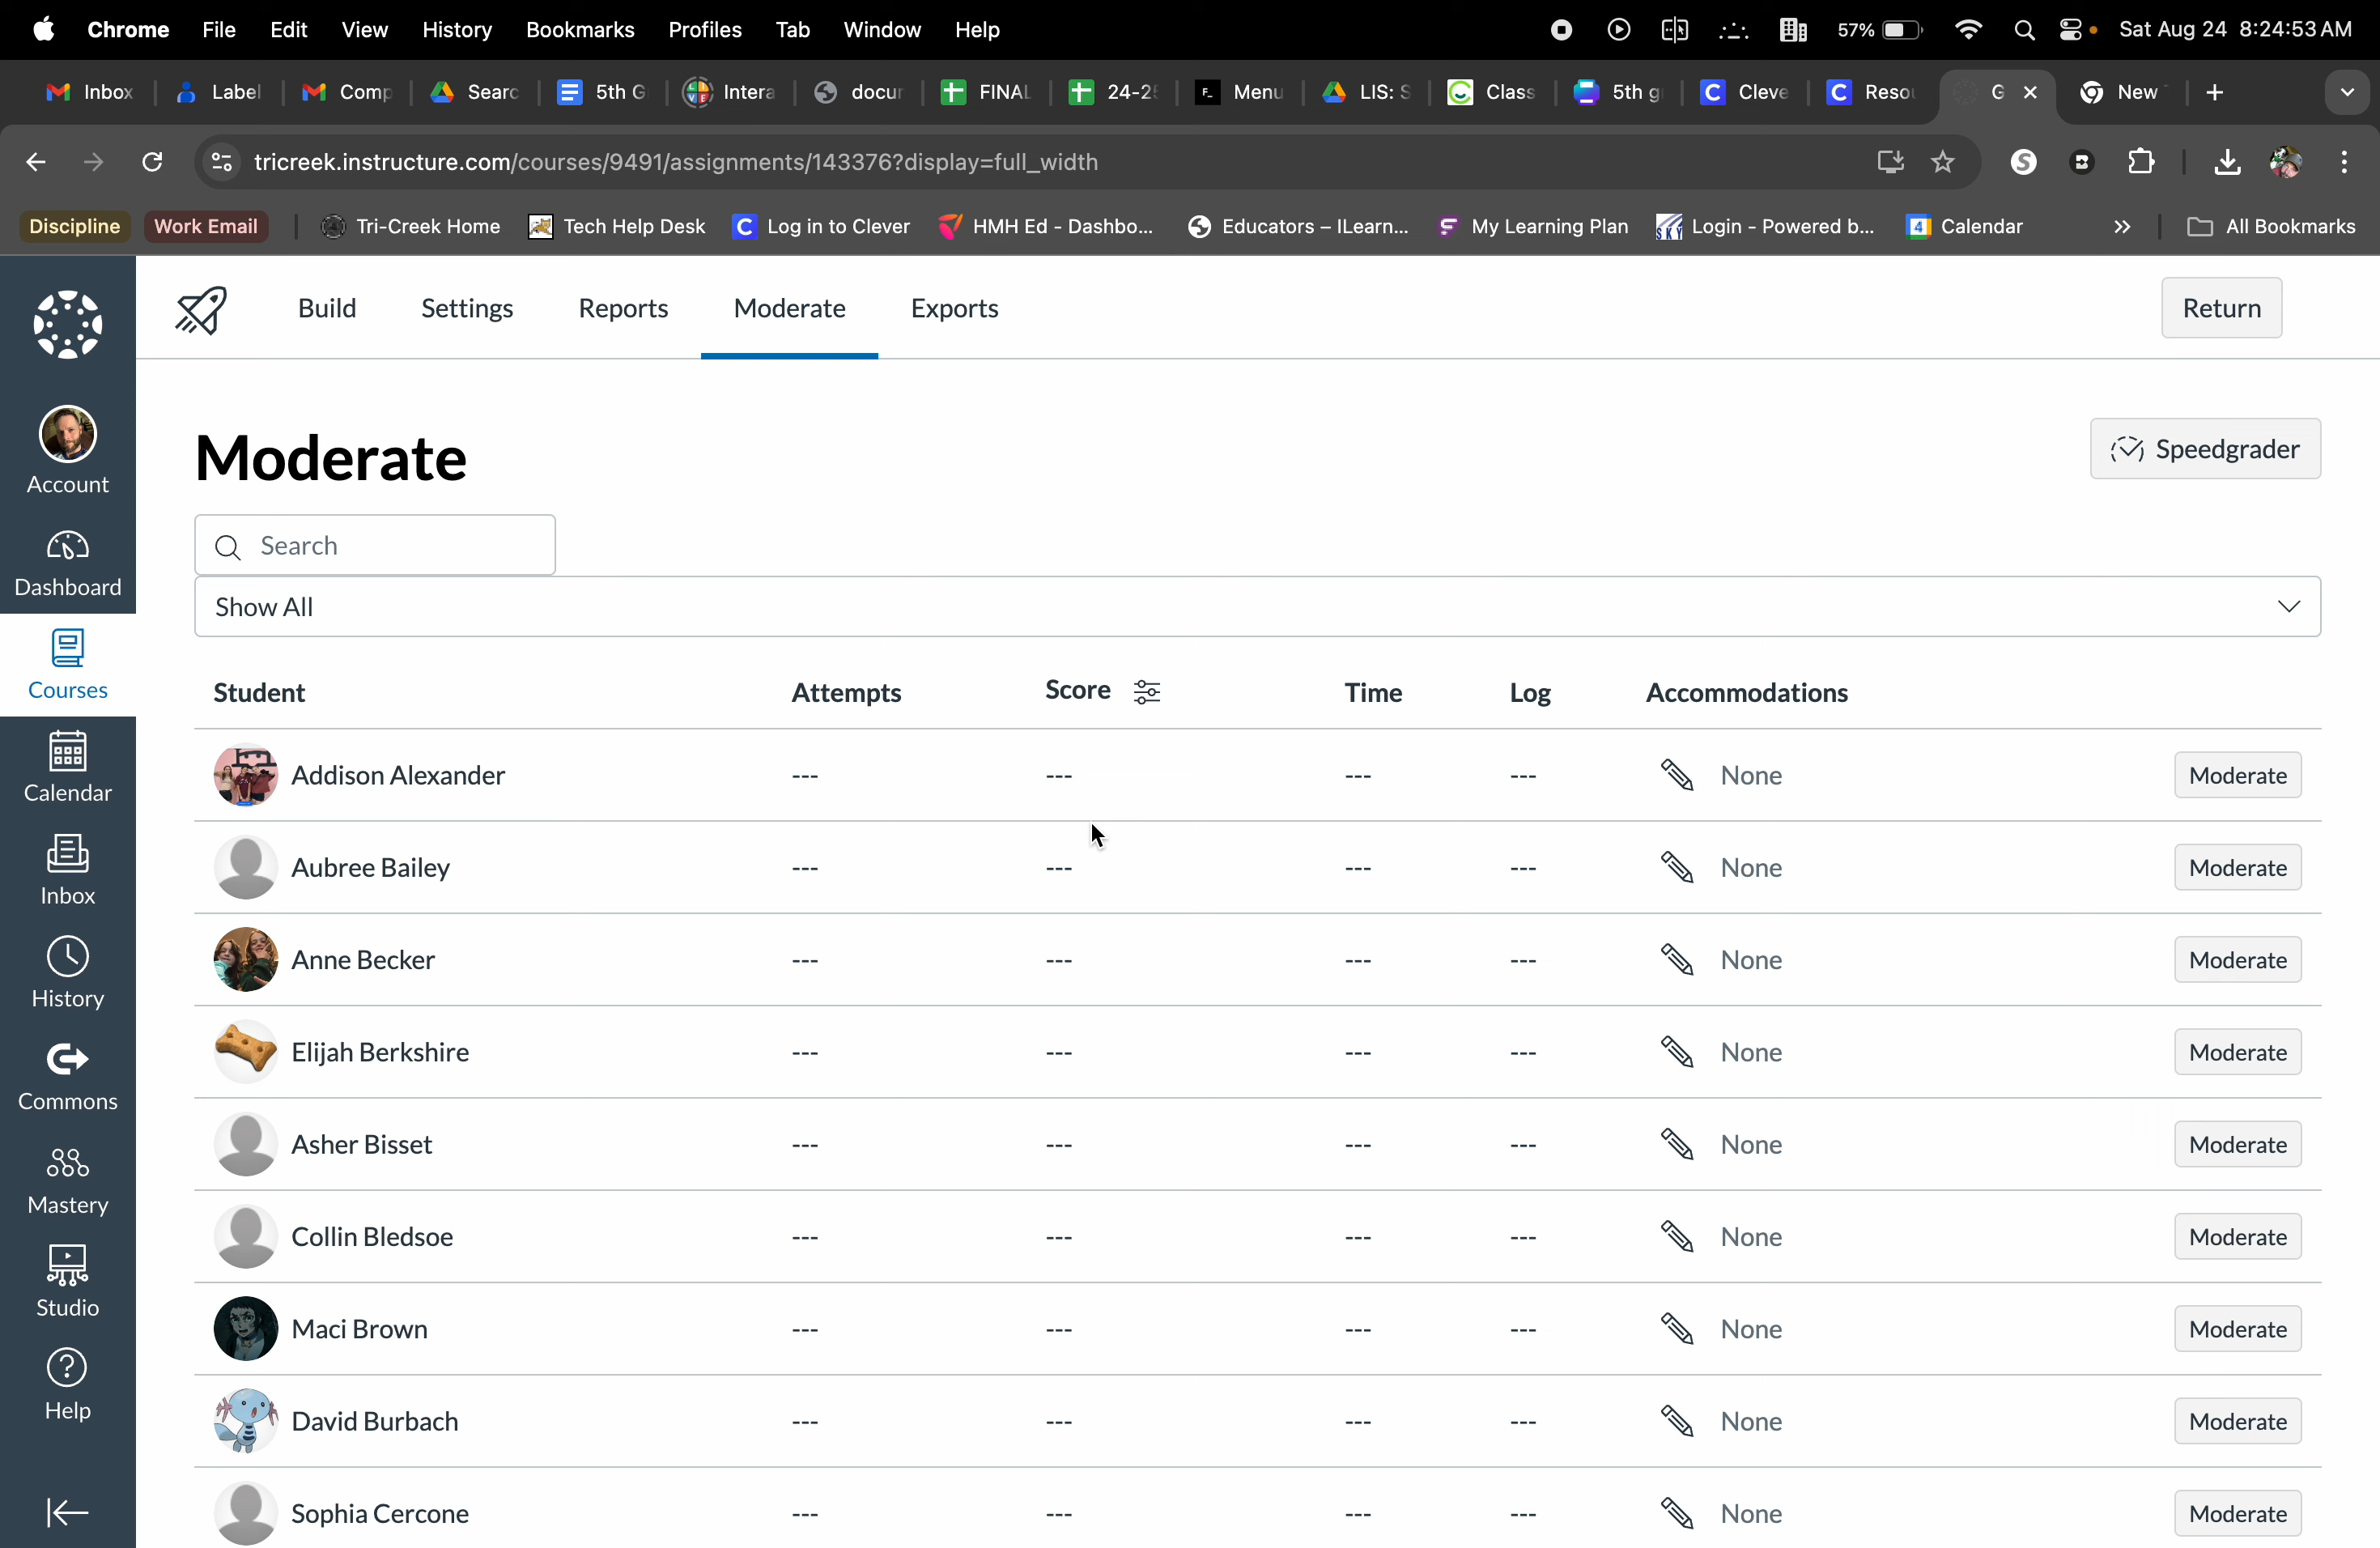 Chrome File Edit View History Bookmarks Profiles Tab Window Help 57% Sat Aug 24 8:24:53 AM
Inbox Label Comp Searc 5th G Intera docur FINAL 24-25 F_ Menu LIS: S Class 5th g Cleve Resou G New
tricreek.instructure.com/courses/9491/assignments/143376?display=full_width
Discipline Work Email Tri-Creek Home Tech Help Desk Log in to Clever HMH Ed - Dashbo... Educators – ILearn... My Learning Plan SKY Login - Powered b... 4 Calendar » All Bookmarks
Build Settings Reports Moderate Exports Return
Account
Dashboard
Courses
Calendar
Inbox
History
Commons
Mastery
Studio
Help
Moderate
Speedgrader
Search
Show All
Student Attempts Score Time Log Accommodations
Addison Alexander --- --- --- --- None Moderate
Aubree Bailey --- --- --- --- None Moderate
Anne Becker --- --- --- --- None Moderate
Elijah Berkshire --- --- --- --- None Moderate
Asher Bisset --- --- --- --- None Moderate
Collin Bledsoe --- --- --- --- None Moderate
Maci Brown --- --- --- --- None Moderate
David Burbach --- --- --- --- None Moderate
Sophia Cercone --- --- --- --- None Moderate